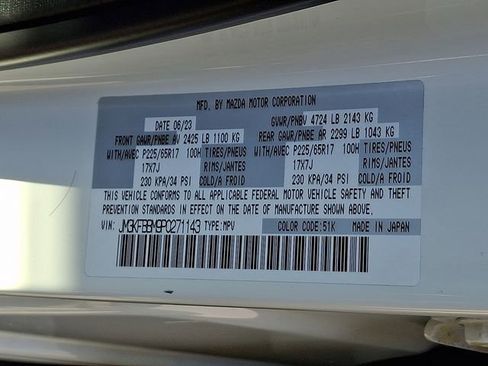 MFD. BY MAZDA MOTOR CORPORATION
DATE 06/23 GVWR/PNBV 4724 LB 2143 KG
FRONT GAWR/PNBE AV 2425 LB 1100 KG REAR GAWR/PNBE AR 2299 LB 1043 KG
WITH/AVEC P225/65R17 100H TIRES/PNEUS WITH/AVEC P225/65R17 100H TIRES/PNEUS
17X7J RIMS/JANTES 17X7J RIMS/JANTES
230 KPA/34 PSI COLD/A FROID 230 KPA/34 PSI COLD/A FROID
THIS VEHICLE CONFORMS TO ALL APPLICABLE FEDERAL MOTOR VEHICLE SAFETY AND THEFT
PREVENTION STANDARDS IN EFFECT ON THE DATE OF MANUFACTURE SHOWN ABOVE.
VIN: JM3KFBBM9P0271143 TYPE:MPV COLOR CODE:51K MADE IN JAPAN